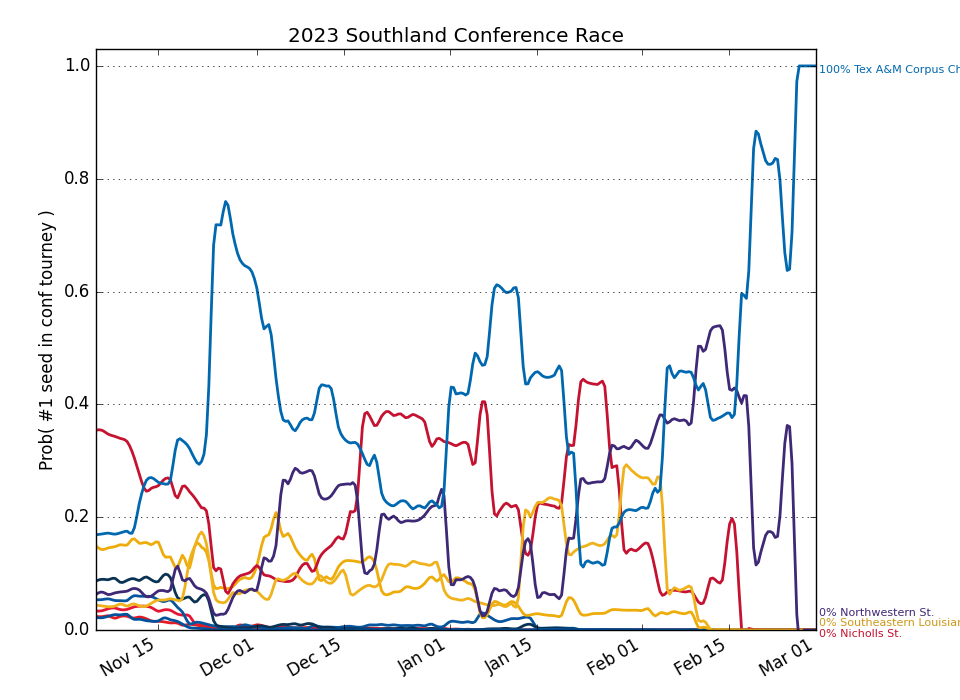 2023 Southland Conference Race
1.0
0.8
0.6
0.4
0.2
0.0
Prob( #1 seed in conf tourney )
100% Tex A&M Corpus Ch
0% Northwestern St.
0% Southeastern Louisian
0% Nicholls St.
Nov 15
Dec 01
Dec 15
Jan 01
Jan 15
Feb 01
Feb 15
Mar 01